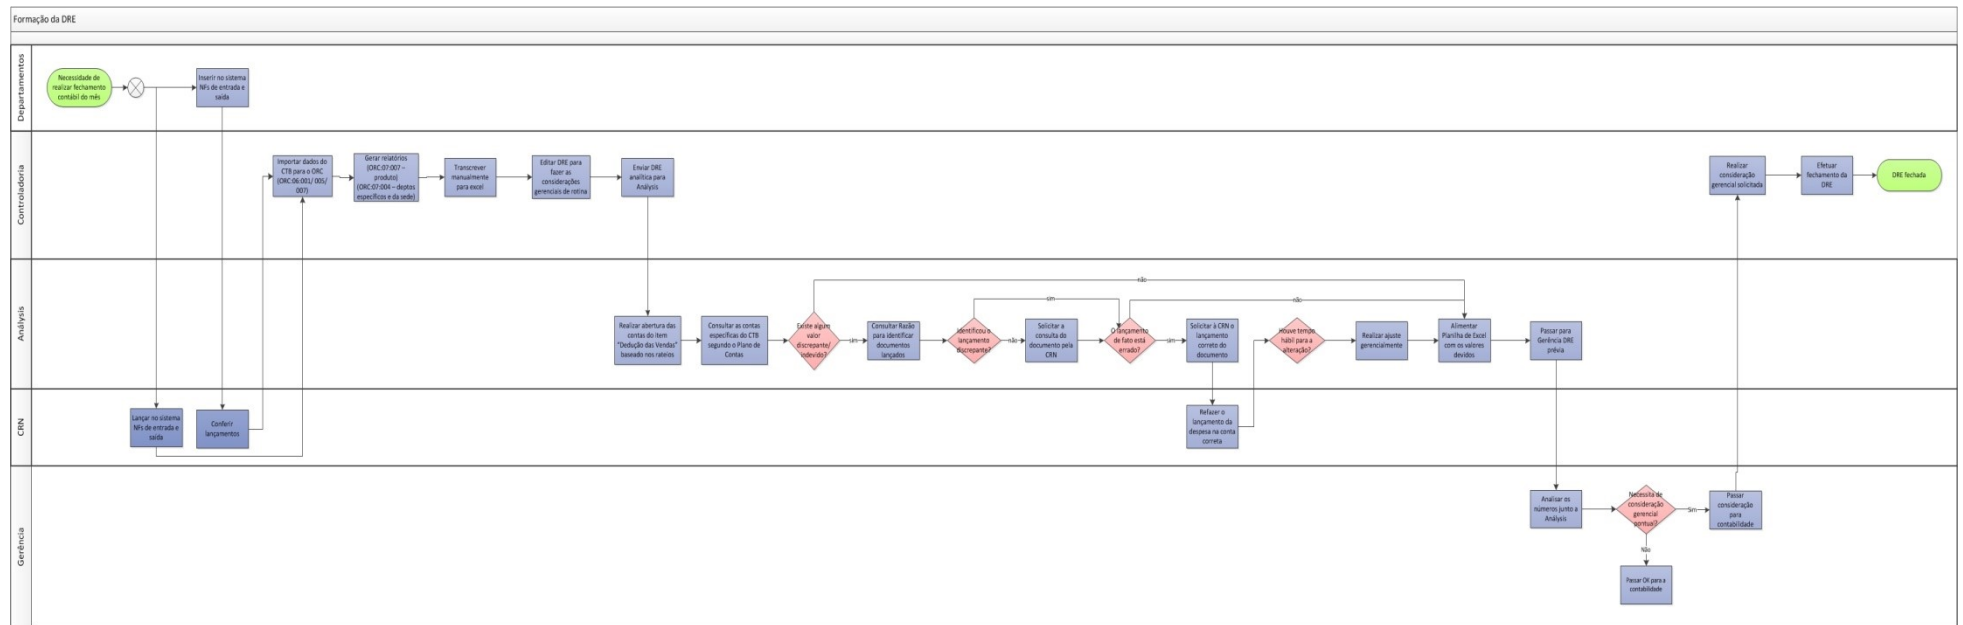 Formação da DRE
Departamentos
Necessidade de
realizar fechamento
contábil do mês
Inserir no sistema
NFs de entrada e
saída
Controladoria
Importar dados do
CTB para o ORC
(ORC:06:001/ 005/
007)
Gerar relatórios
(ORC:07:007 –
produto)
(ORC:07:004 – deptos
específicos e da sede)
Transcrever
manualmente
para excel
Editar DRE para
fazer as
considerações
gerenciais de rotina
Enviar DRE
analítica para
Análysis
Realizar
consideração
gerencial solicitada
Efetuar
fechamento da
DRE
DRE fechada
Análysis
Realizar abertura das
contas do item
"Dedução das Vendas"
baseado nos rateios
Consultar as contas
específicas do CTB
segundo o Plano de
Contas
Existe algum
valor
discrepante/
indevido?
não
sim
Consultar Razão
para identificar
documentos
lançados
Identificou o
lançamento
discrepante?
sim
não
Solicitar a
consulta do
documento pela
CRN
O lançamento
de fato está
errado?
não
sim
Solicitar à CRN o
lançamento
correto do
documento
Houve tempo
hábil para a
alteração?
Realizar ajuste
gerencialmente
Alimentar
Planilha de Excel
com os valores
devidos
Passar para
Gerência DRE
prévia
CRN
Lançar no sistema
NFs de entrada e
saída
Conferir
lançamentos
Refazer o
lançamento da
despesa na conta
correta
Gerência
Analisar os
números junto a
Análysis
Necessita de
consideração
gerencial
pontual?
Sim
Não
Passar
consideração
para
contabilidade
Passar OK para a
contabilidade